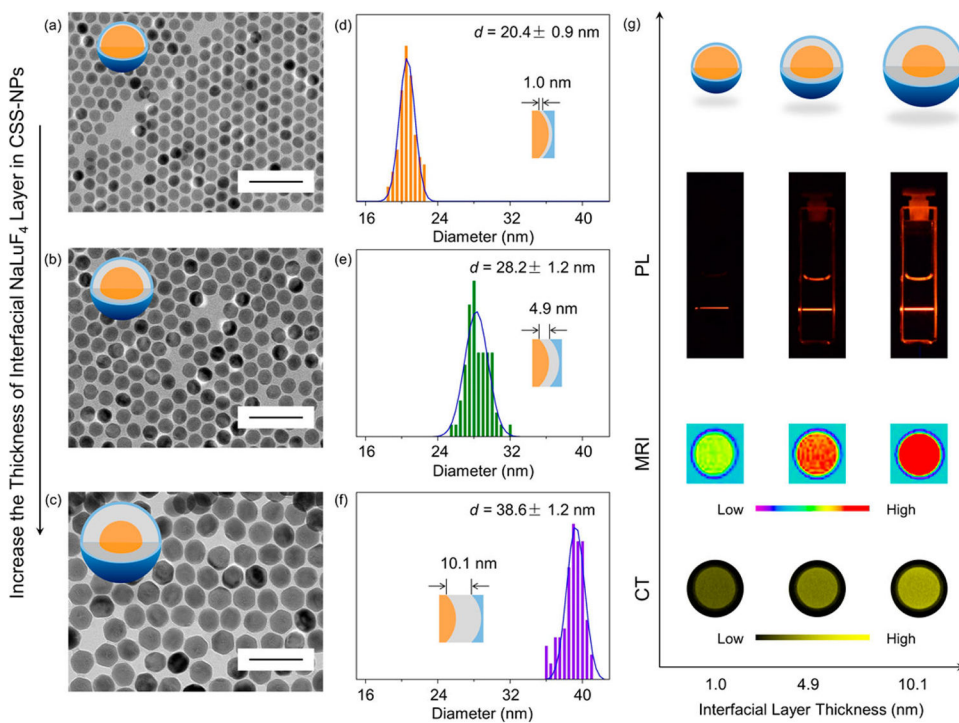 Increase the Thickness of Interfacial NaLuF₄ Layer in CSS-NPs
(a)
(b)
(c)
(d)
d = 20.4± 0.9 nm
1.0 nm
16 24 32 40
Diameter (nm)
(e)
d = 28.2± 1.2 nm
4.9 nm
16 24 32 40
Diameter (nm)
(f)
d = 38.6± 1.2 nm
10.1 nm
16 24 32 40
Diameter (nm)
(g)
PL
MRI
Low High
CT
Low High
1.0 4.9 10.1
Interfacial Layer Thickness (nm)